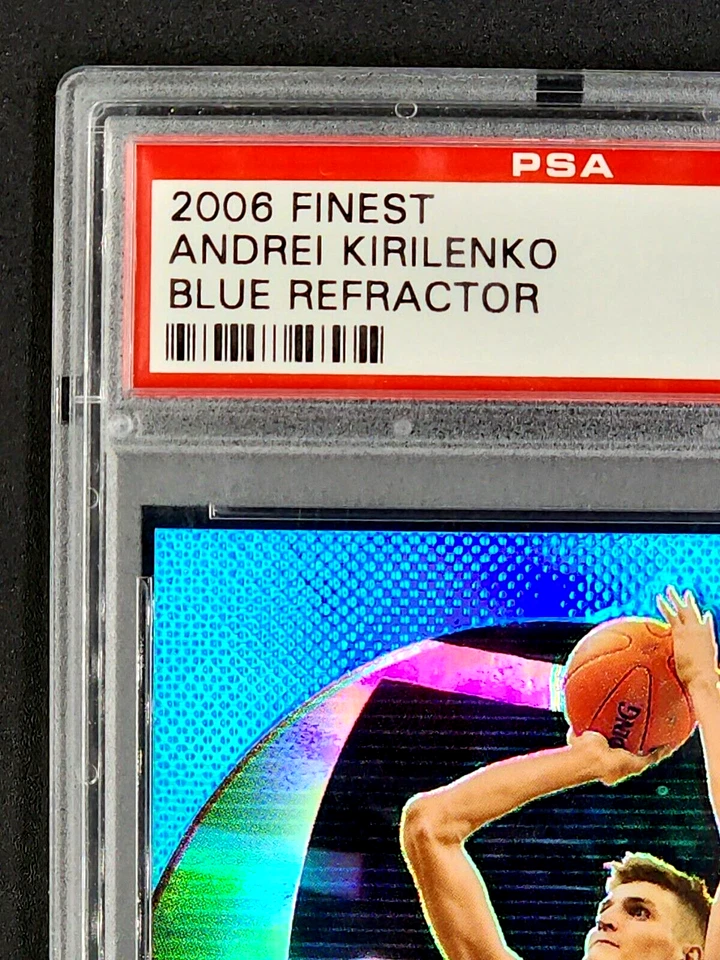 PSA
2006 FINEST
ANDREI KIRILENKO
BLUE REFRACTOR